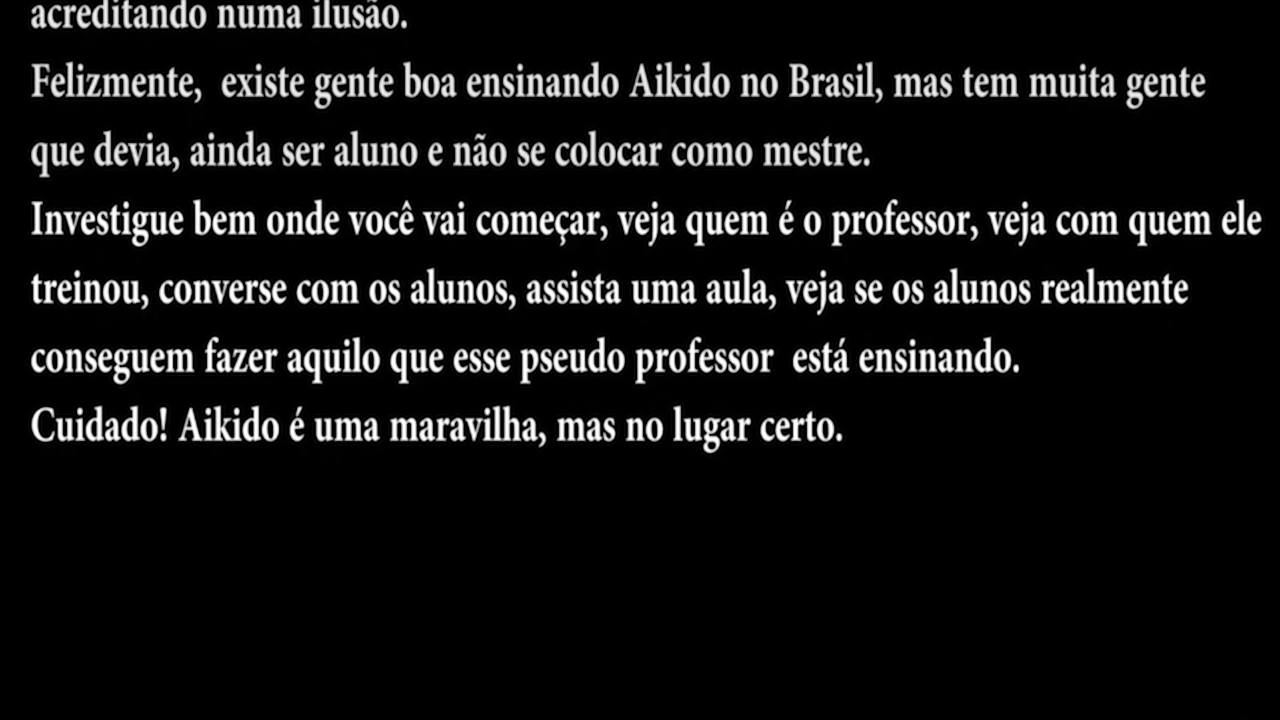 acreditando numa ilusão.
Felizmente,  existe gente boa ensinando Aikido no Brasil, mas tem muita gente
que devia, ainda ser aluno e não se colocar como mestre.
Investigue bem onde você vai começar, veja quem é o professor, veja com quem ele
treinou, converse com os alunos, assista uma aula, veja se os alunos realmente
conseguem fazer aquilo que esse pseudo professor  está ensinando.
Cuidado! Aikido é uma maravilha, mas no lugar certo.